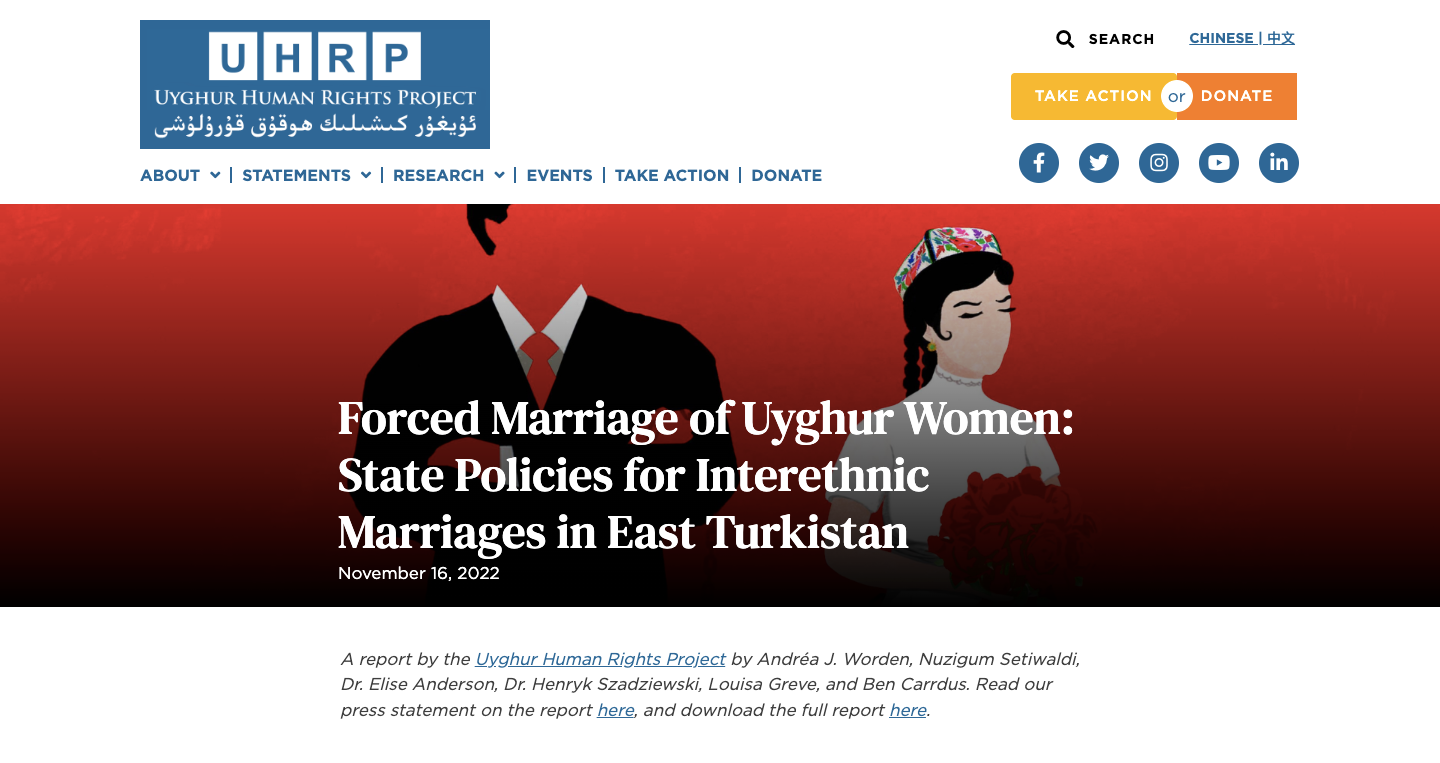 UHRP
UYGHUR HUMAN RIGHTS PROJECT
ئۇيغۇر كىشىلىك هوقۇق قۇرۇلۇشى
SEARCH
CHINESE | 中文
TAKE ACTION or DONATE
ABOUT | STATEMENTS | RESEARCH | EVENTS | TAKE ACTION | DONATE
Forced Marriage of Uyghur Women:
State Policies for Interethnic
Marriages in East Turkistan
November 16, 2022
A report by the Uyghur Human Rights Project by Andréa J. Worden, Nuzigum Setiwaldi,
Dr. Elise Anderson, Dr. Henryk Szadziewski, Louisa Greve, and Ben Carrdus. Read our
press statement on the report here, and download the full report here.